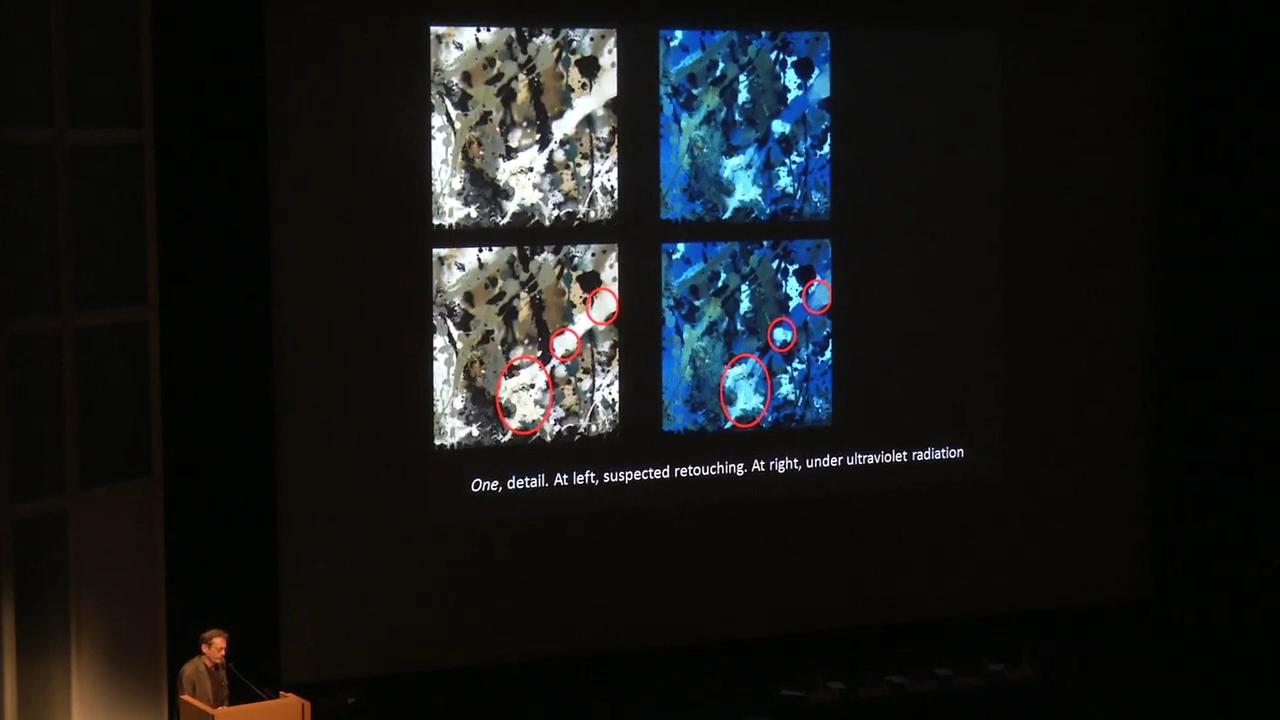 One, detail. At left, suspected retouching. At right, under ultraviolet radiation